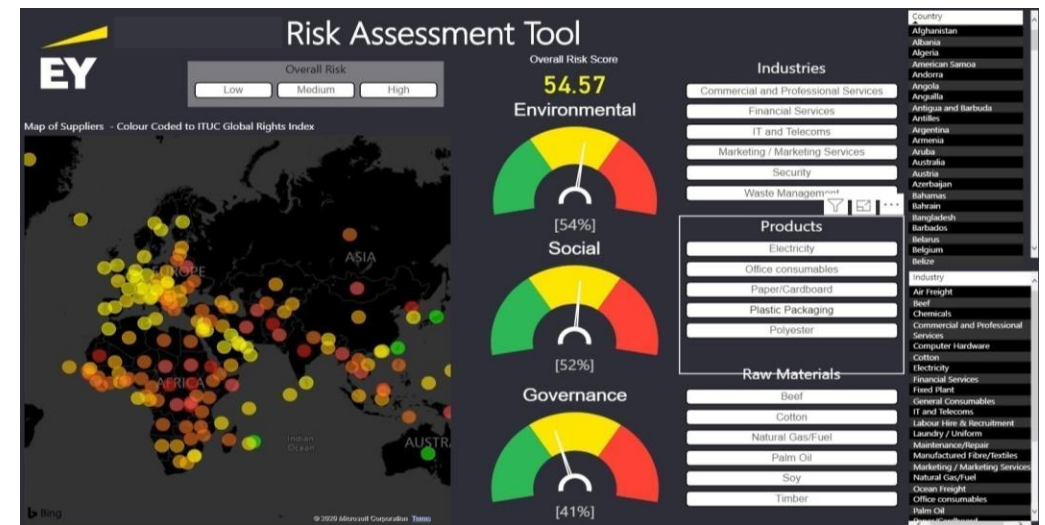 EY
Risk Assessment Tool
Overall Risk
Low
Medium
High
Map of Suppliers - Colour Coded to ITUC Global Rights Index
EUROPE
ASIA
AFRICA
Indian
Ocean
AUSTR
Bing
© 2020 Microsoft Corporation Terms
Overall Risk Score
54.57
Environmental
[54%]
Social
[52%]
Governance
[41%]
Industries
Commercial and Professional Services
Financial Services
IT and Telecoms
Marketing / Marketing Services
Security
Waste Management
Products
Electricity
Office consumables
Paper/Cardboard
Plastic Packaging
Polyester
Raw Materials
Beef
Cotton
Natural Gas/Fuel
Palm Oil
Soy
Timber
Country
Afghanistan
Albania
Algeria
American Samoa
Andorra
Angola
Anguilla
Antigua and Barbuda
Antilles
Argentina
Armenia
Aruba
Australia
Austria
Azerbaijan
Bahamas
Bahrain
Bangladesh
Barbados
Belarus
Belgium
Belize
Industry
Air Freight
Beef
Chemicals
Commercial and Professional
Services
Computer Hardware
Cotton
Electricity
Financial Services
Fixed Plant
General Consumables
IT and Telecoms
Labour Hire & Recruitment
Laundry / Uniform
Maintenance/Repair
Manufactured Fibre/Textiles
Marketing / Marketing Services
Natural Gas/Fuel
Ocean Freight
Office consumables
Palm Oil
Paper/Cardboard